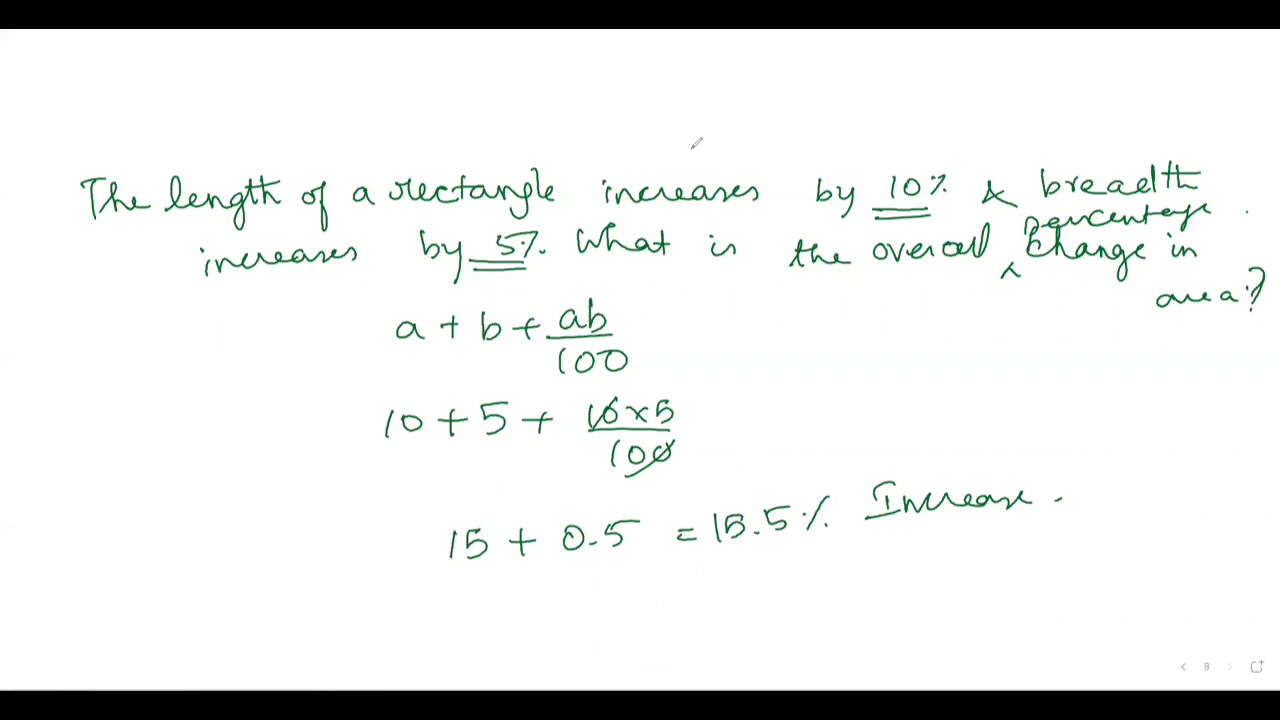 The length of a rectangle increases by 10% & breadth
increases by 5%. What is the overall percentage change in
area?
a + b + ab/100
10 + 5 + 10×5/100
15 + 0.5 = 15.5% Increase.
8